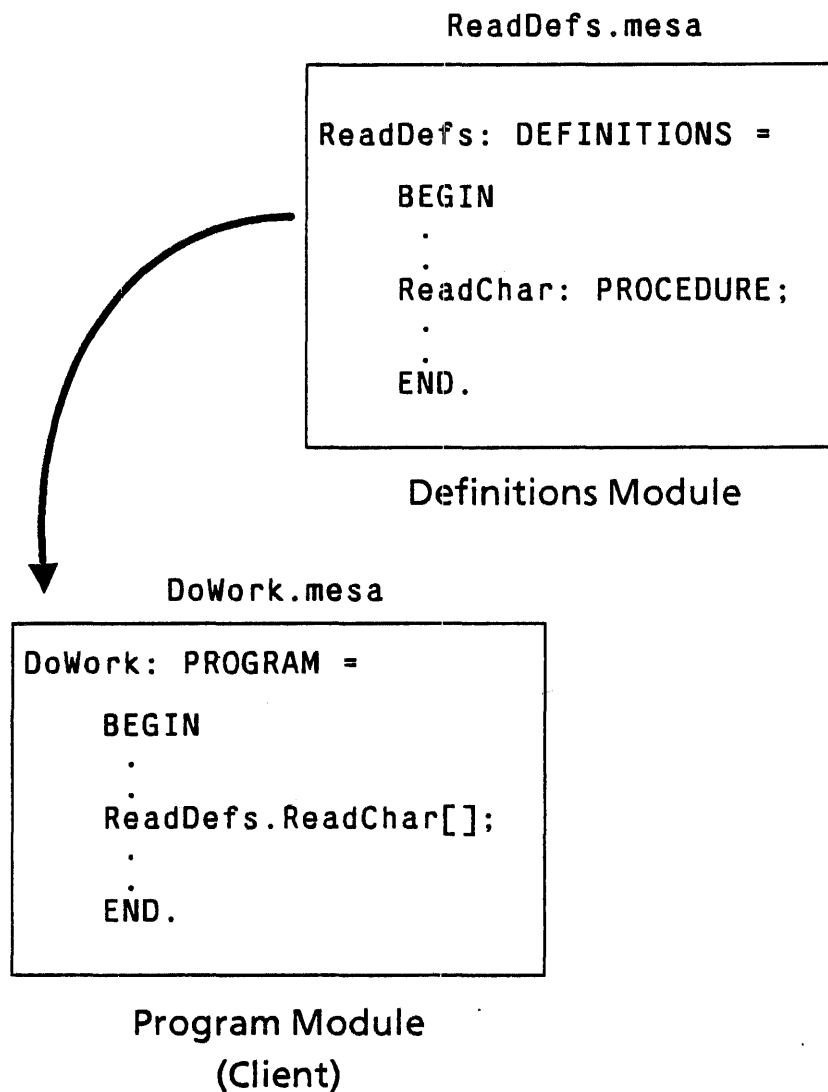 ReadDefs.mesa
ReadDefs: DEFINITIONS =
BEGIN
.
.
ReadChar: PROCEDURE;
.
.
END.
Definitions Module
DoWork.mesa
DoWork: PROGRAM =
BEGIN
.
.
ReadDefs.ReadChar[];
.
.
END.
Program Module
(Client)